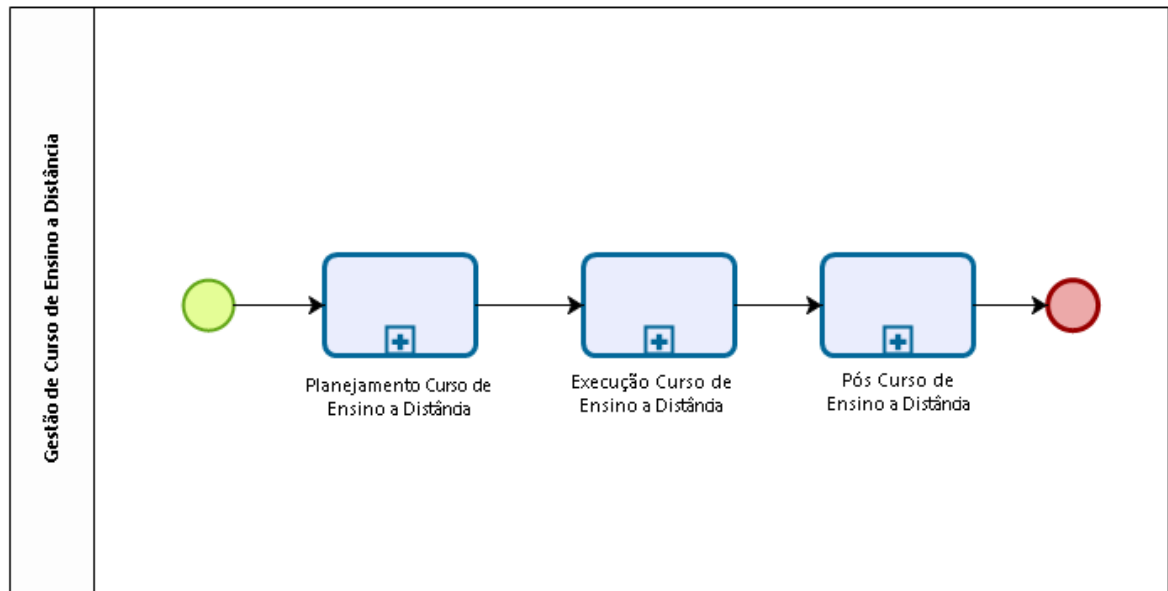 Gestão de Curso de Ensino a Distância
Planejamento Curso de
Ensino a Distância
Execução Curso de
Ensino a Distância
Pós Curso de
Ensino a Distância